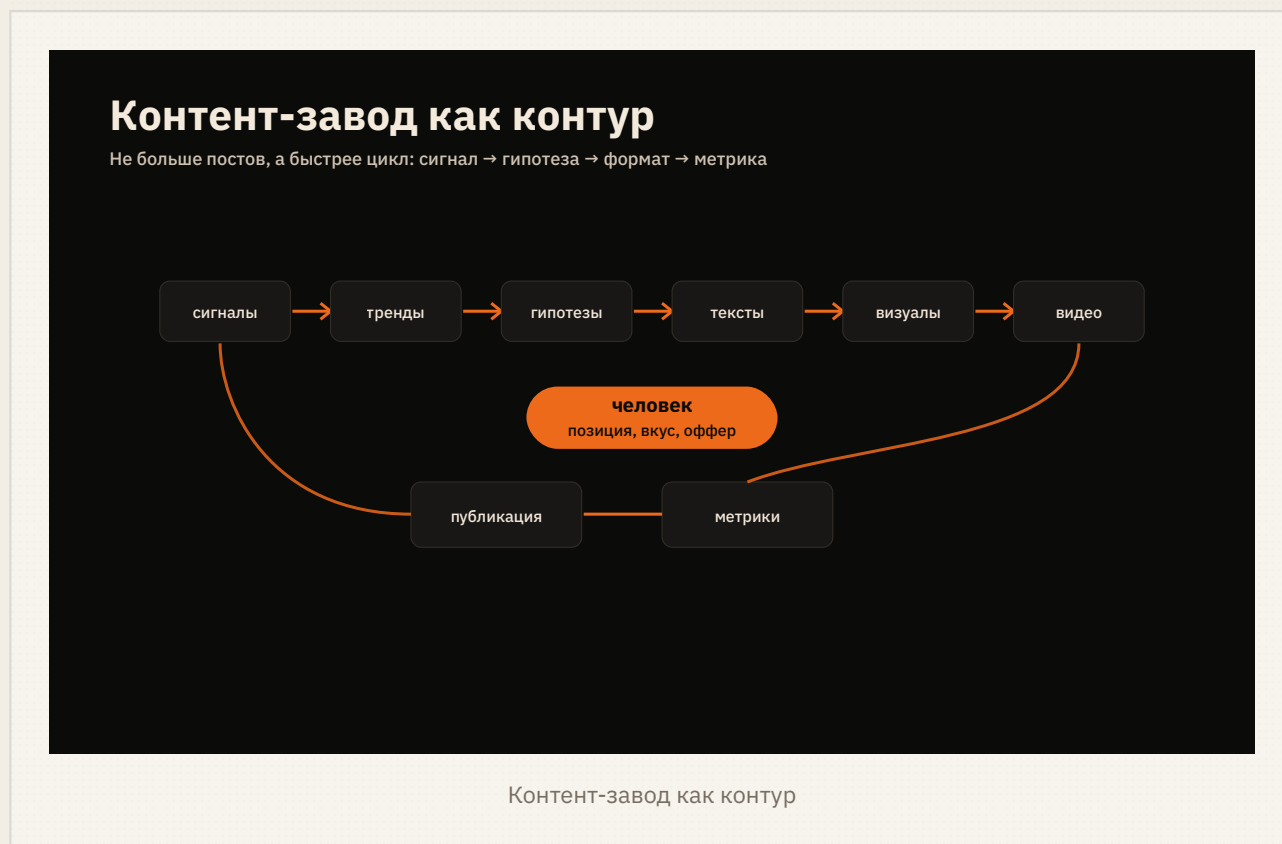 Контент-завод как контур
Не больше постов, а быстрее цикл: сигнал → гипотеза → формат → метрика
сигналы
тренды
гипотезы
тексты
визуалы
видео
человек
позиция, вкус, оффер
публикация
метрики
Контент-завод как контур